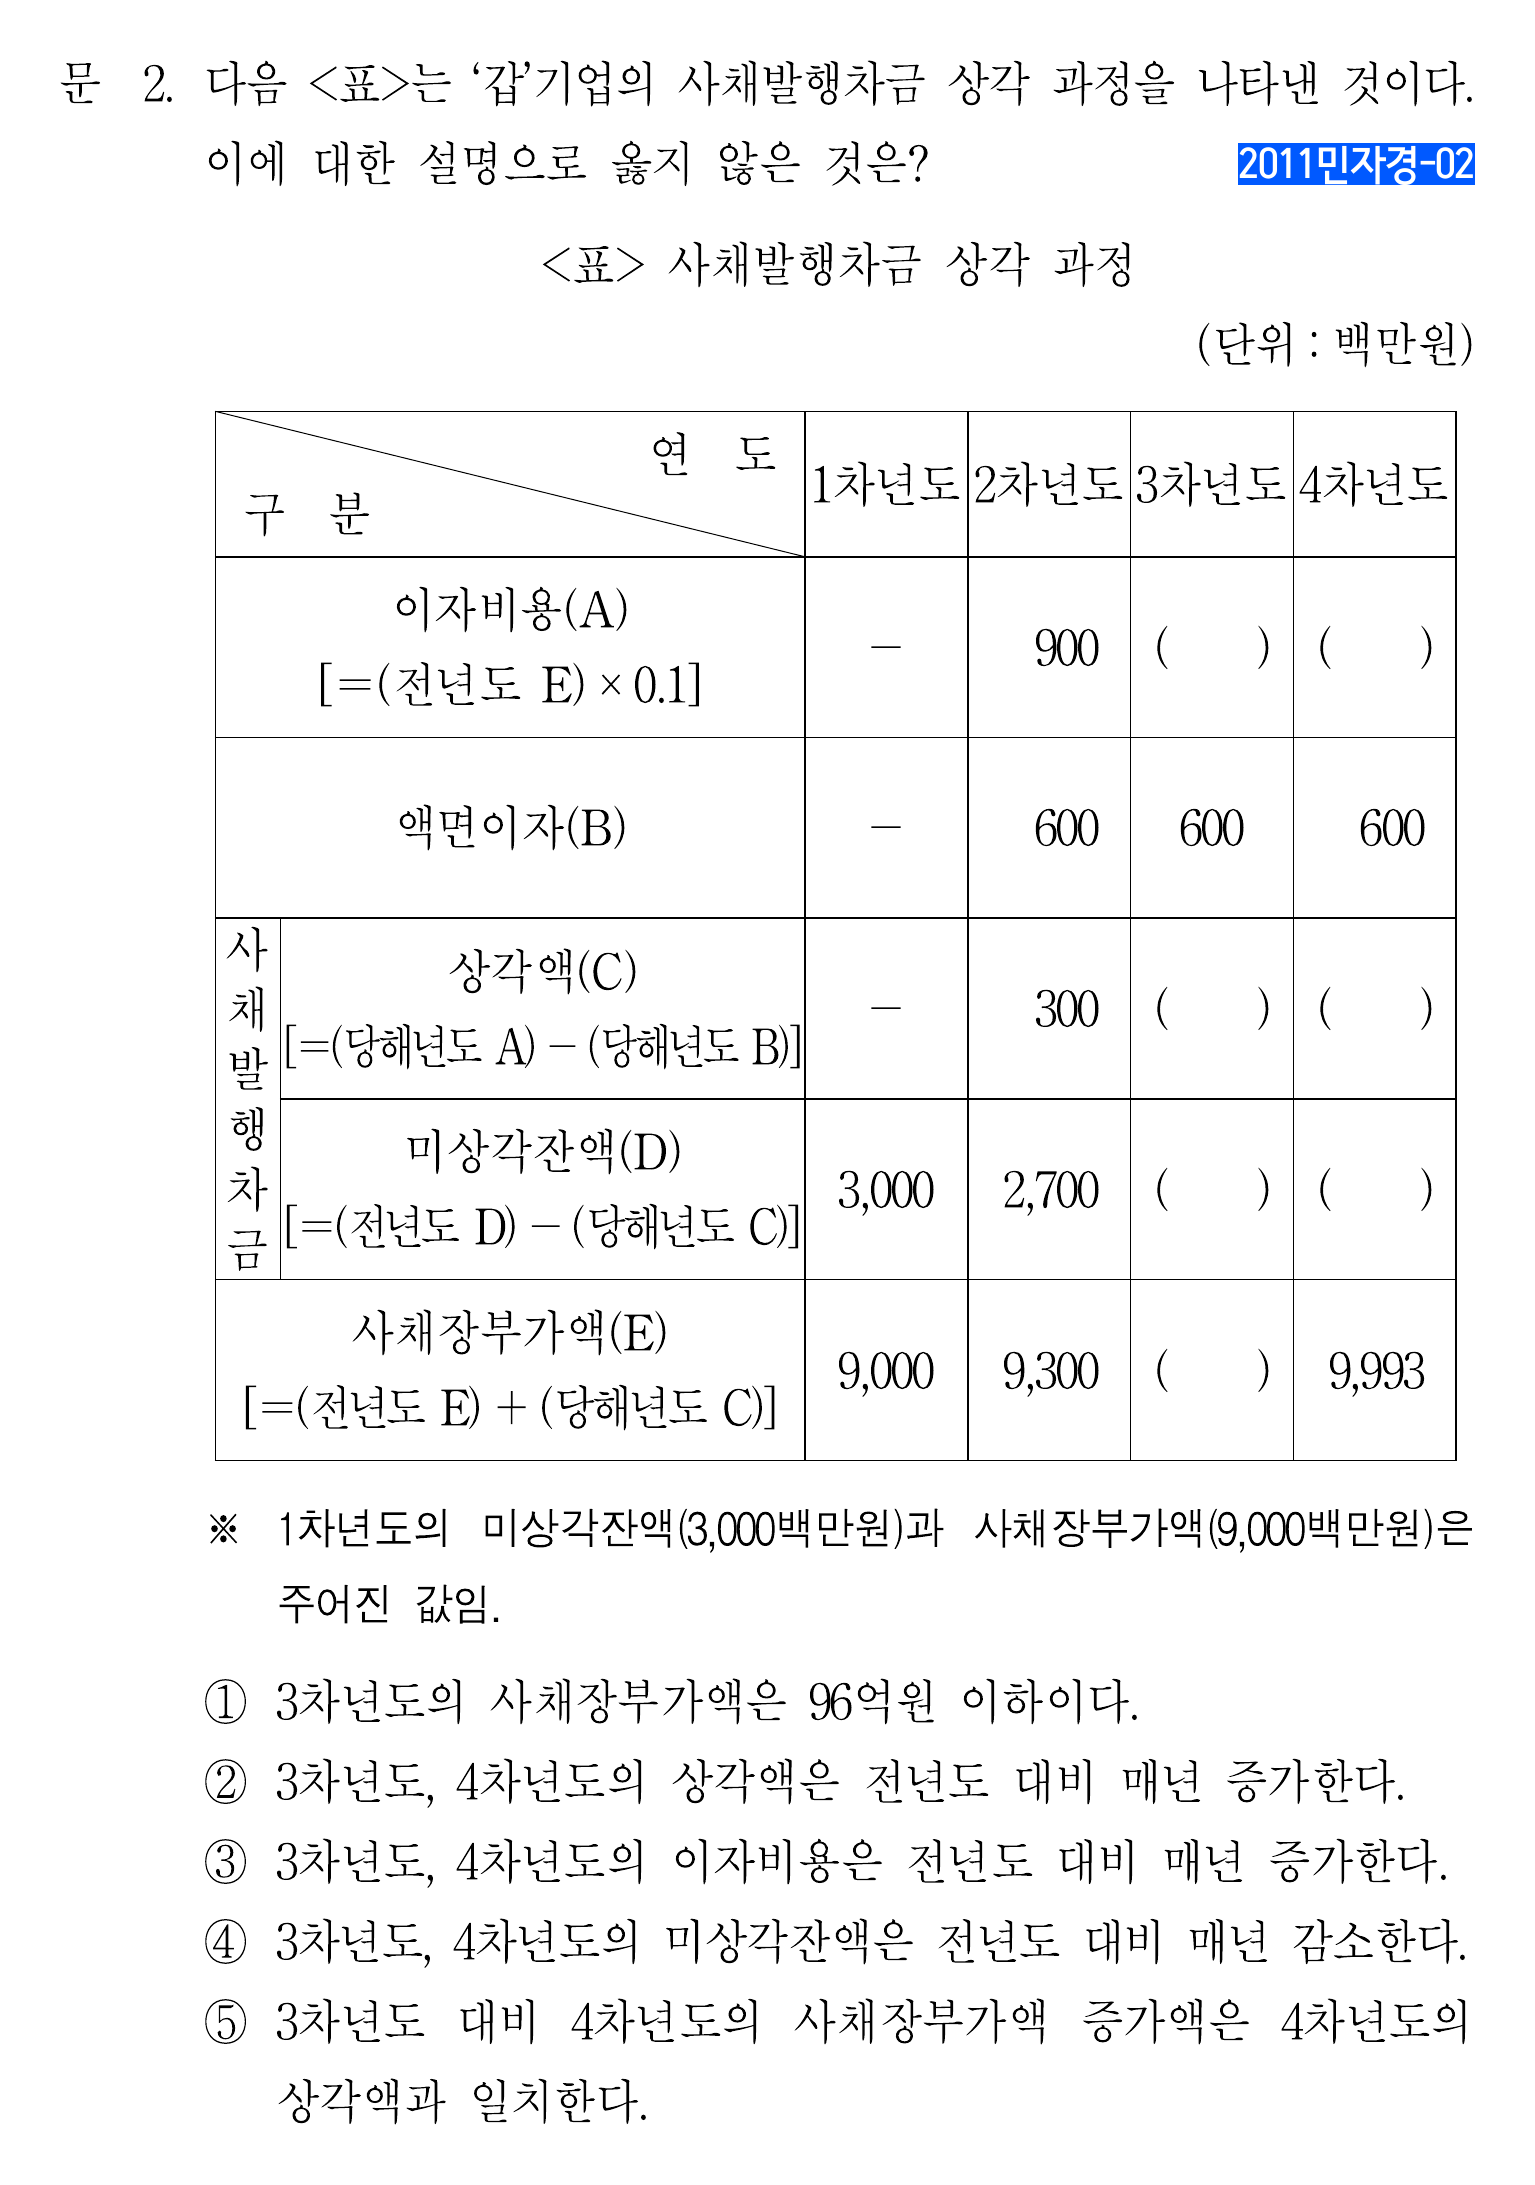 문 2. 다음 <표>는 ‘갑’기업의 사채발행차금 상각 과정을 나타낸 것이다.
이에 대한 설명으로 옳지 않은 것은?
2011민자경-02
<표> 사채발행차금 상각 과정
(단위 : 백만원)
연 도
구 분
1차년도 2차년도 3차년도 4차년도
이자비용(A)
[=(전년도 E)×0.1]
－ 900 ( ) ( )
액면이자(B) － 600 600 600
사채발행차금
상각액(C)
[=(당해년도 A)－(당해년도 B)]
－ 300 ( ) ( )
미상각잔액(D)
[=(전년도 D)－(당해년도 C)]
3,000 2,700 ( ) ( )
사채장부가액(E)
[=(전년도 E)＋(당해년도 C)]
9,000 9,300 ( ) 9,993
※ 1차년도의 미상각잔액(3,000백만원)과 사채장부가액(9,000백만원)은
주어진 값임.
① 3차년도의 사채장부가액은 96억원 이하이다.
② 3차년도, 4차년도의 상각액은 전년도 대비 매년 증가한다.
③ 3차년도, 4차년도의 이자비용은 전년도 대비 매년 증가한다.
④ 3차년도, 4차년도의 미상각잔액은 전년도 대비 매년 감소한다.
⑤ 3차년도 대비 4차년도의 사채장부가액 증가액은 4차년도의
상각액과 일치한다.